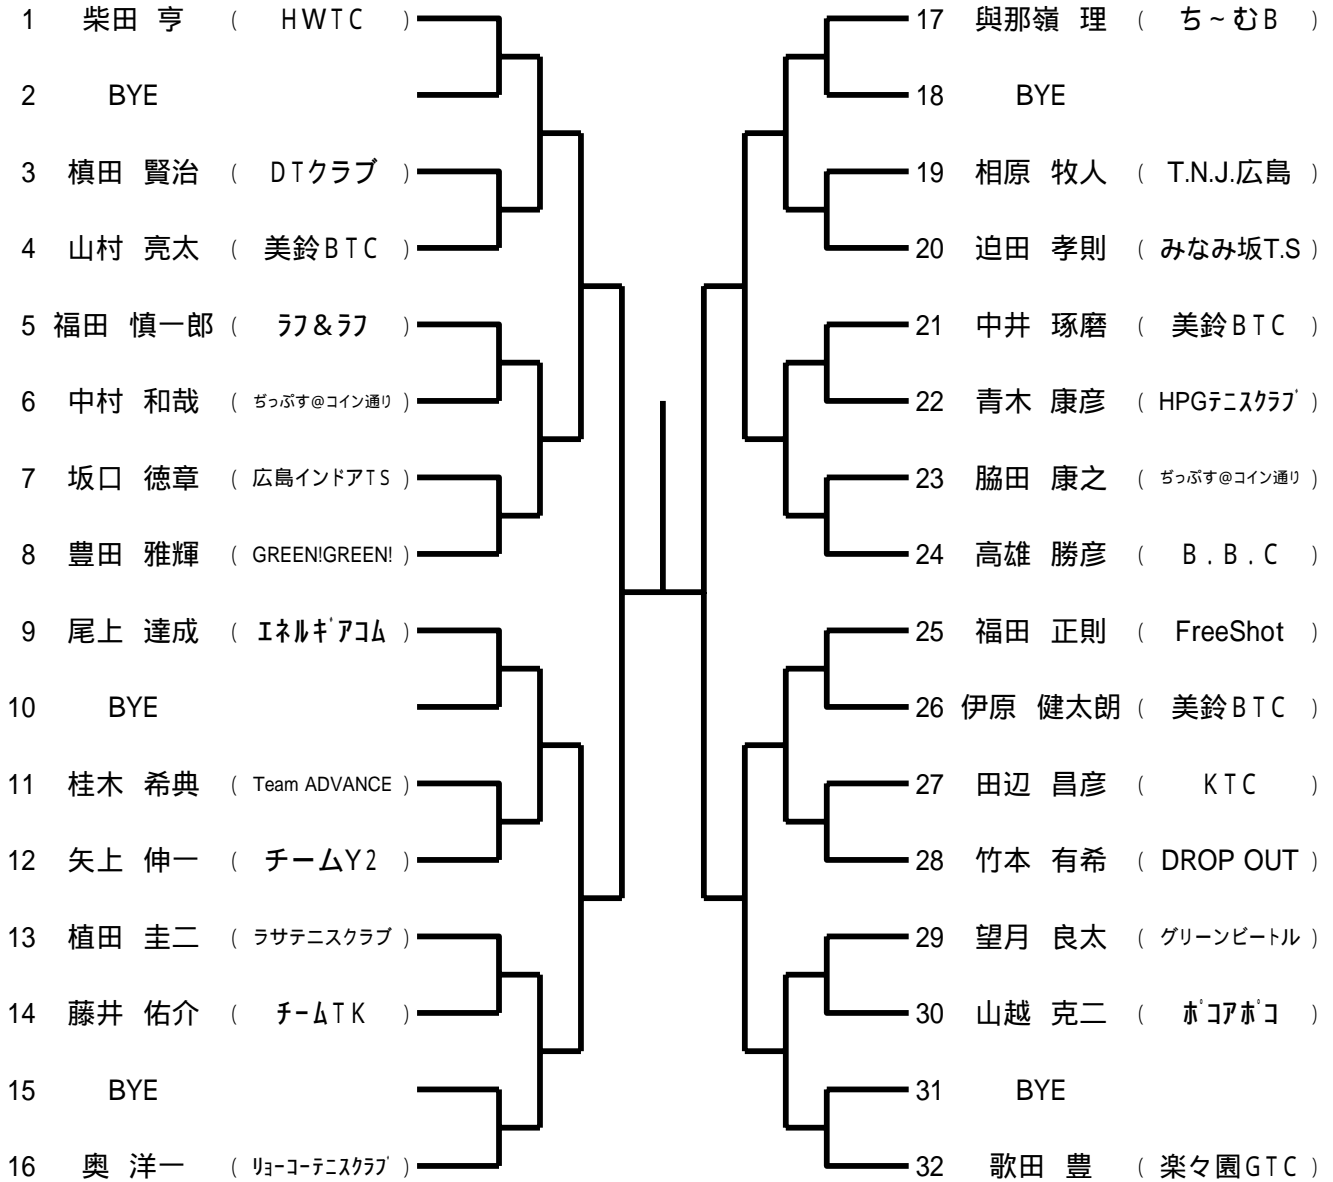 1 柴田 亨 ( HWTC )
2 BYE
3 槙田 賢治 ( DTクラブ )
4 山村 亮太 ( 美鈴BTC )
5 福田 慎一郎 ( ラフ&ラフ )
6 中村 和哉 ( ぢっぷす@コイン通り )
7 坂口 徳章 ( 広島インドアTS )
8 豊田 雅輝 ( GREEN!GREEN! )
9 尾上 達成 ( エネルギアコム )
10 BYE
11 桂木 希典 ( Team ADVANCE )
12 矢上 伸一 ( チームY2 )
13 植田 圭二 ( ラサテニスクラブ )
14 藤井 佑介 ( チームTK )
15 BYE
16 奥 洋一 ( リョーコーテニスクラブ )
17 與那嶺 理 ( ち~むB )
18 BYE
19 相原 牧人 ( T.N.J.広島 )
20 迫田 孝則 ( みなみ坂T.S )
21 中井 琢磨 ( 美鈴BTC )
22 青木 康彦 ( HPGテニスクラブ )
23 脇田 康之 ( ぢっぷす@コイン通り )
24 高雄 勝彦 ( B.B.C )
25 福田 正則 ( FreeShot )
26 伊原 健太朗 ( 美鈴BTC )
27 田辺 昌彦 ( KTC )
28 竹本 有希 ( DROP OUT )
29 望月 良太 ( グリーンビートル )
30 山越 克二 ( ポコアポコ )
31 BYE
32 歌田 豊 ( 楽々園GTC )